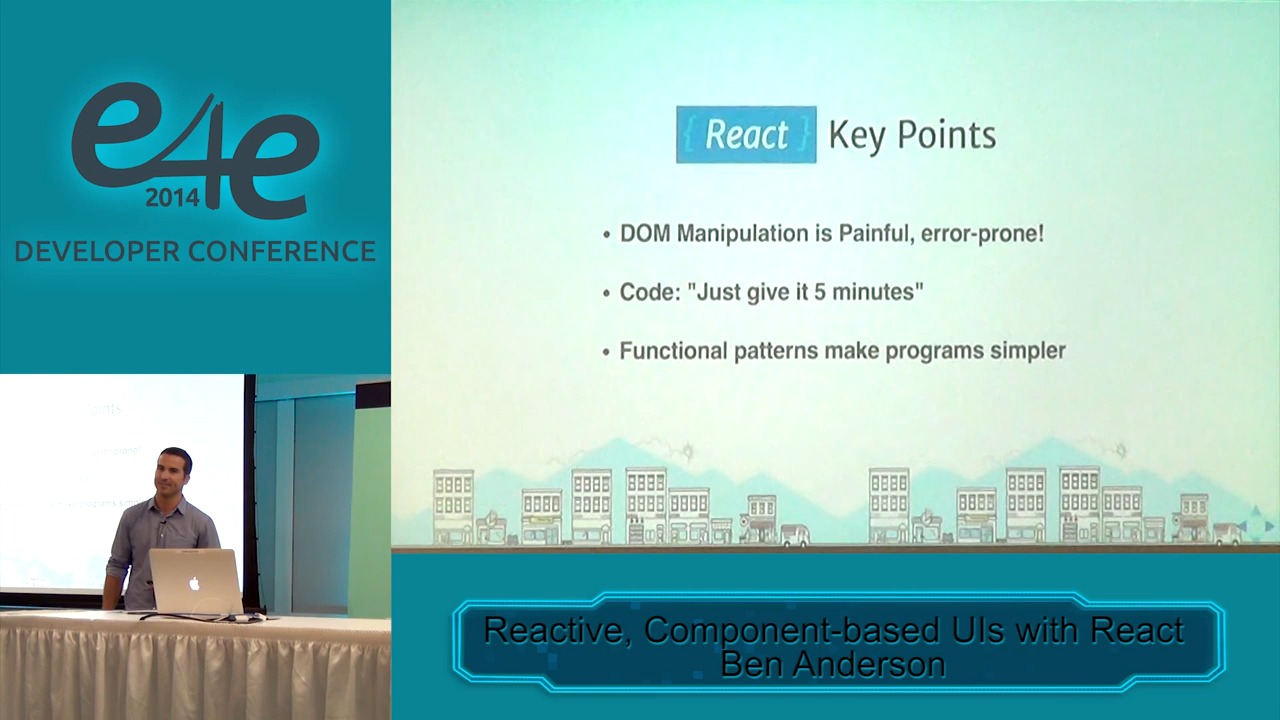 e4e
2014
DEVELOPER CONFERENCE
{ React } Key Points
• DOM Manipulation is Painful, error-prone!
• Code: "Just give it 5 minutes"
• Functional patterns make programs simpler
Reactive, Component-based UIs with React
Ben Anderson